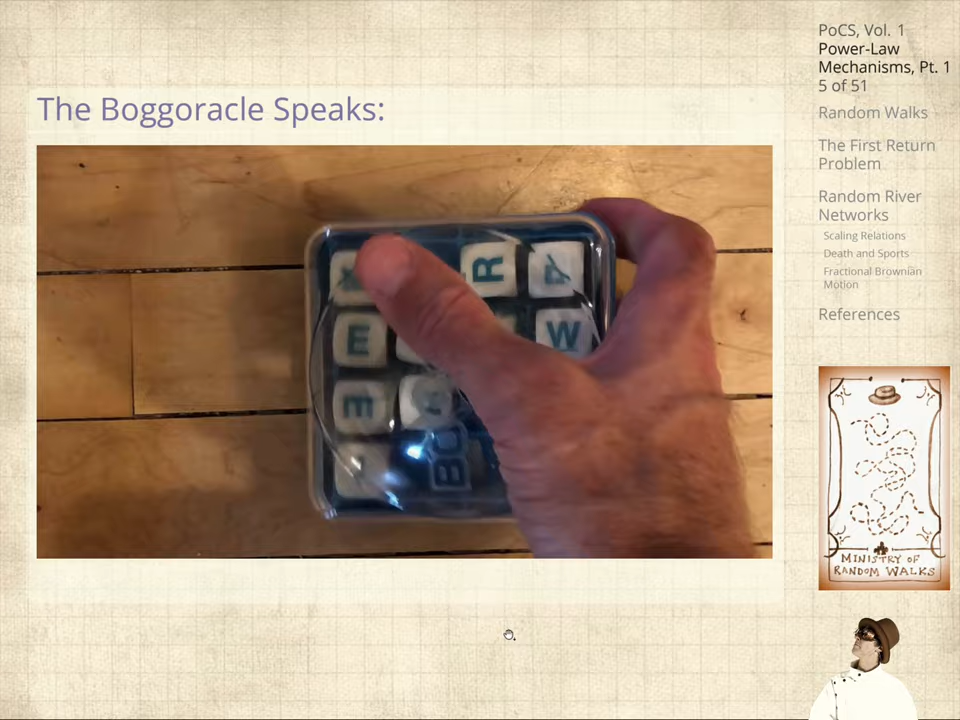 PoCS, Vol. 1
Power-Law
Mechanisms, Pt. 1
5 of 51
Random Walks
The First Return
Problem
Random River
Networks
Scaling Relations
Death and Sports
Fractional Brownian
Motion
References
The Boggoracle Speaks:
R
E
W
E
BO
MINISTRY OF
RANDOM WALKS